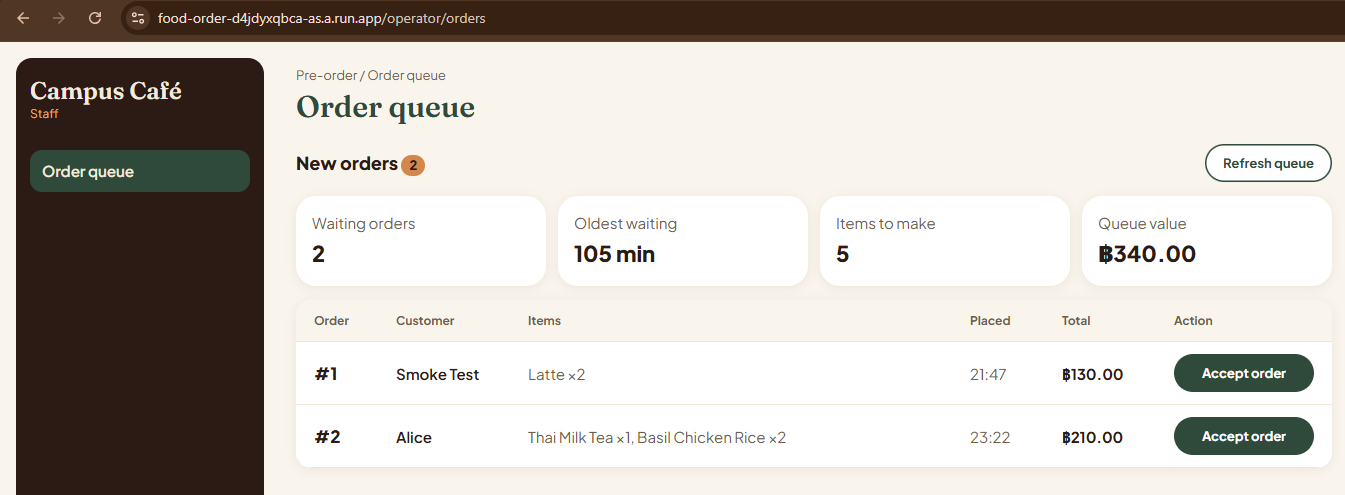 food-order-d4jdyxqbca-as.a.run.app/operator/orders
Campus Café
Staff
Order queue
Pre-order / Order queue
Order queue
New orders 2
Refresh queue
Waiting orders
2
Oldest waiting
105 min
Items to make
5
Queue value
฿340.00
Order Customer Items Placed Total Action
#1 Smoke Test Latte ×2 21:47 ฿130.00 Accept order
#2 Alice Thai Milk Tea ×1, Basil Chicken Rice ×2 23:22 ฿210.00 Accept order